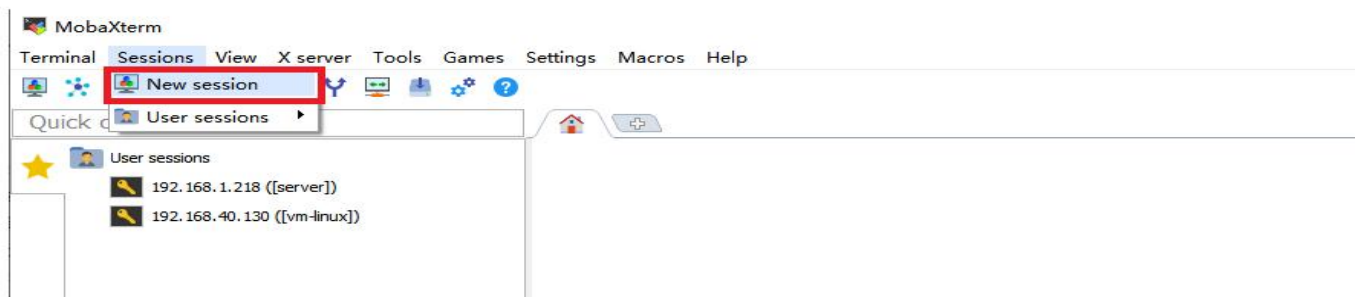 MobaXterm
Terminal Sessions View X server Tools Games Settings Macros Help
New session
User sessions
Quick c
User sessions
192.168.1.218 ([server])
192.168.40.130 ([vm-linux])